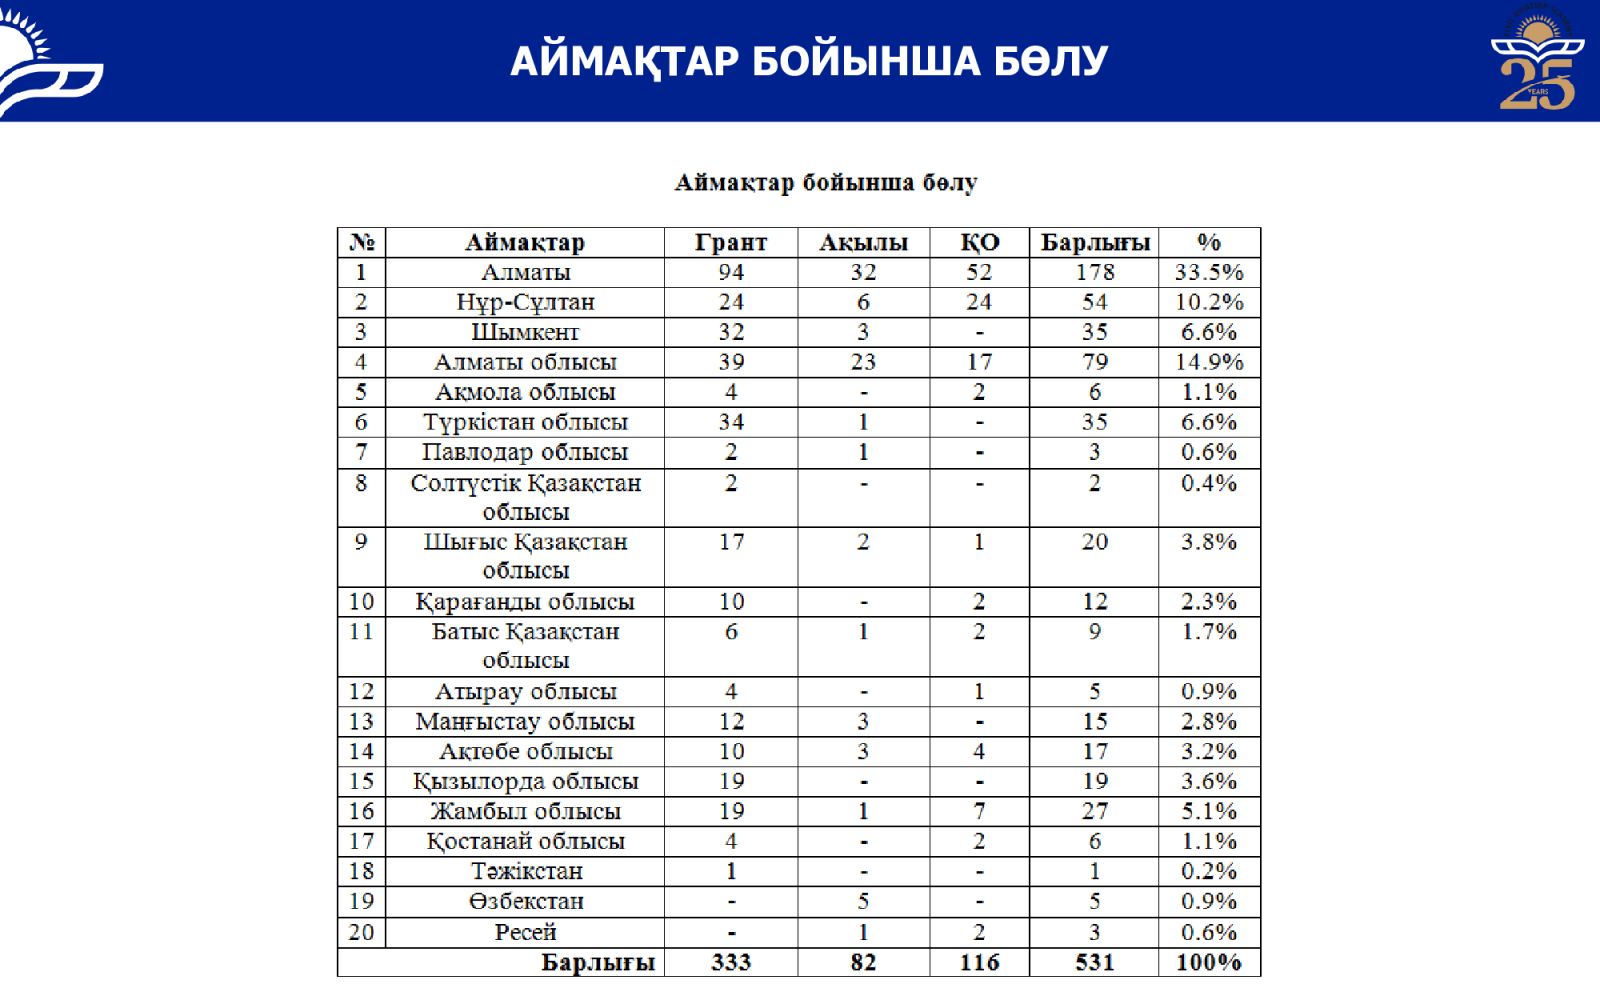 АЙМАҚТАР БОЙЫНША БӨЛУ
25
YEARS
Аймақтар бойынша бөлу
№ Аймақтар Грант Ақылы ҚО Барлығы %
1 Алматы 94 32 52 178 33.5%
2 Нұр-Сұлтан 24 6 24 54 10.2%
3 Шымкент 32 3 - 35 6.6%
4 Алматы облысы 39 23 17 79 14.9%
5 Ақмола облысы 4 - 2 6 1.1%
6 Түркістан облысы 34 1 - 35 6.6%
7 Павлодар облысы 2 1 - 3 0.6%
8 Солтүстік Қазақстан 2 - - 2 0.4%
облысы
9 Шығыс Қазақстан 17 2 1 20 3.8%
облысы
10 Қарағанды облысы 10 - 2 12 2.3%
11 Батыс Қазақстан 6 1 2 9 1.7%
облысы
12 Атырау облысы 4 - 1 5 0.9%
13 Маңғыстау облысы 12 3 - 15 2.8%
14 Ақтөбе облысы 10 3 4 17 3.2%
15 Қызылорда облысы 19 - - 19 3.6%
16 Жамбыл облысы 19 1 7 27 5.1%
17 Қостанай облысы 4 - 2 6 1.1%
18 Тәжікстан 1 - - 1 0.2%
19 Өзбекстан - 5 - 5 0.9%
20 Ресей - 1 2 3 0.6%
Барлығы 333 82 116 531 100%